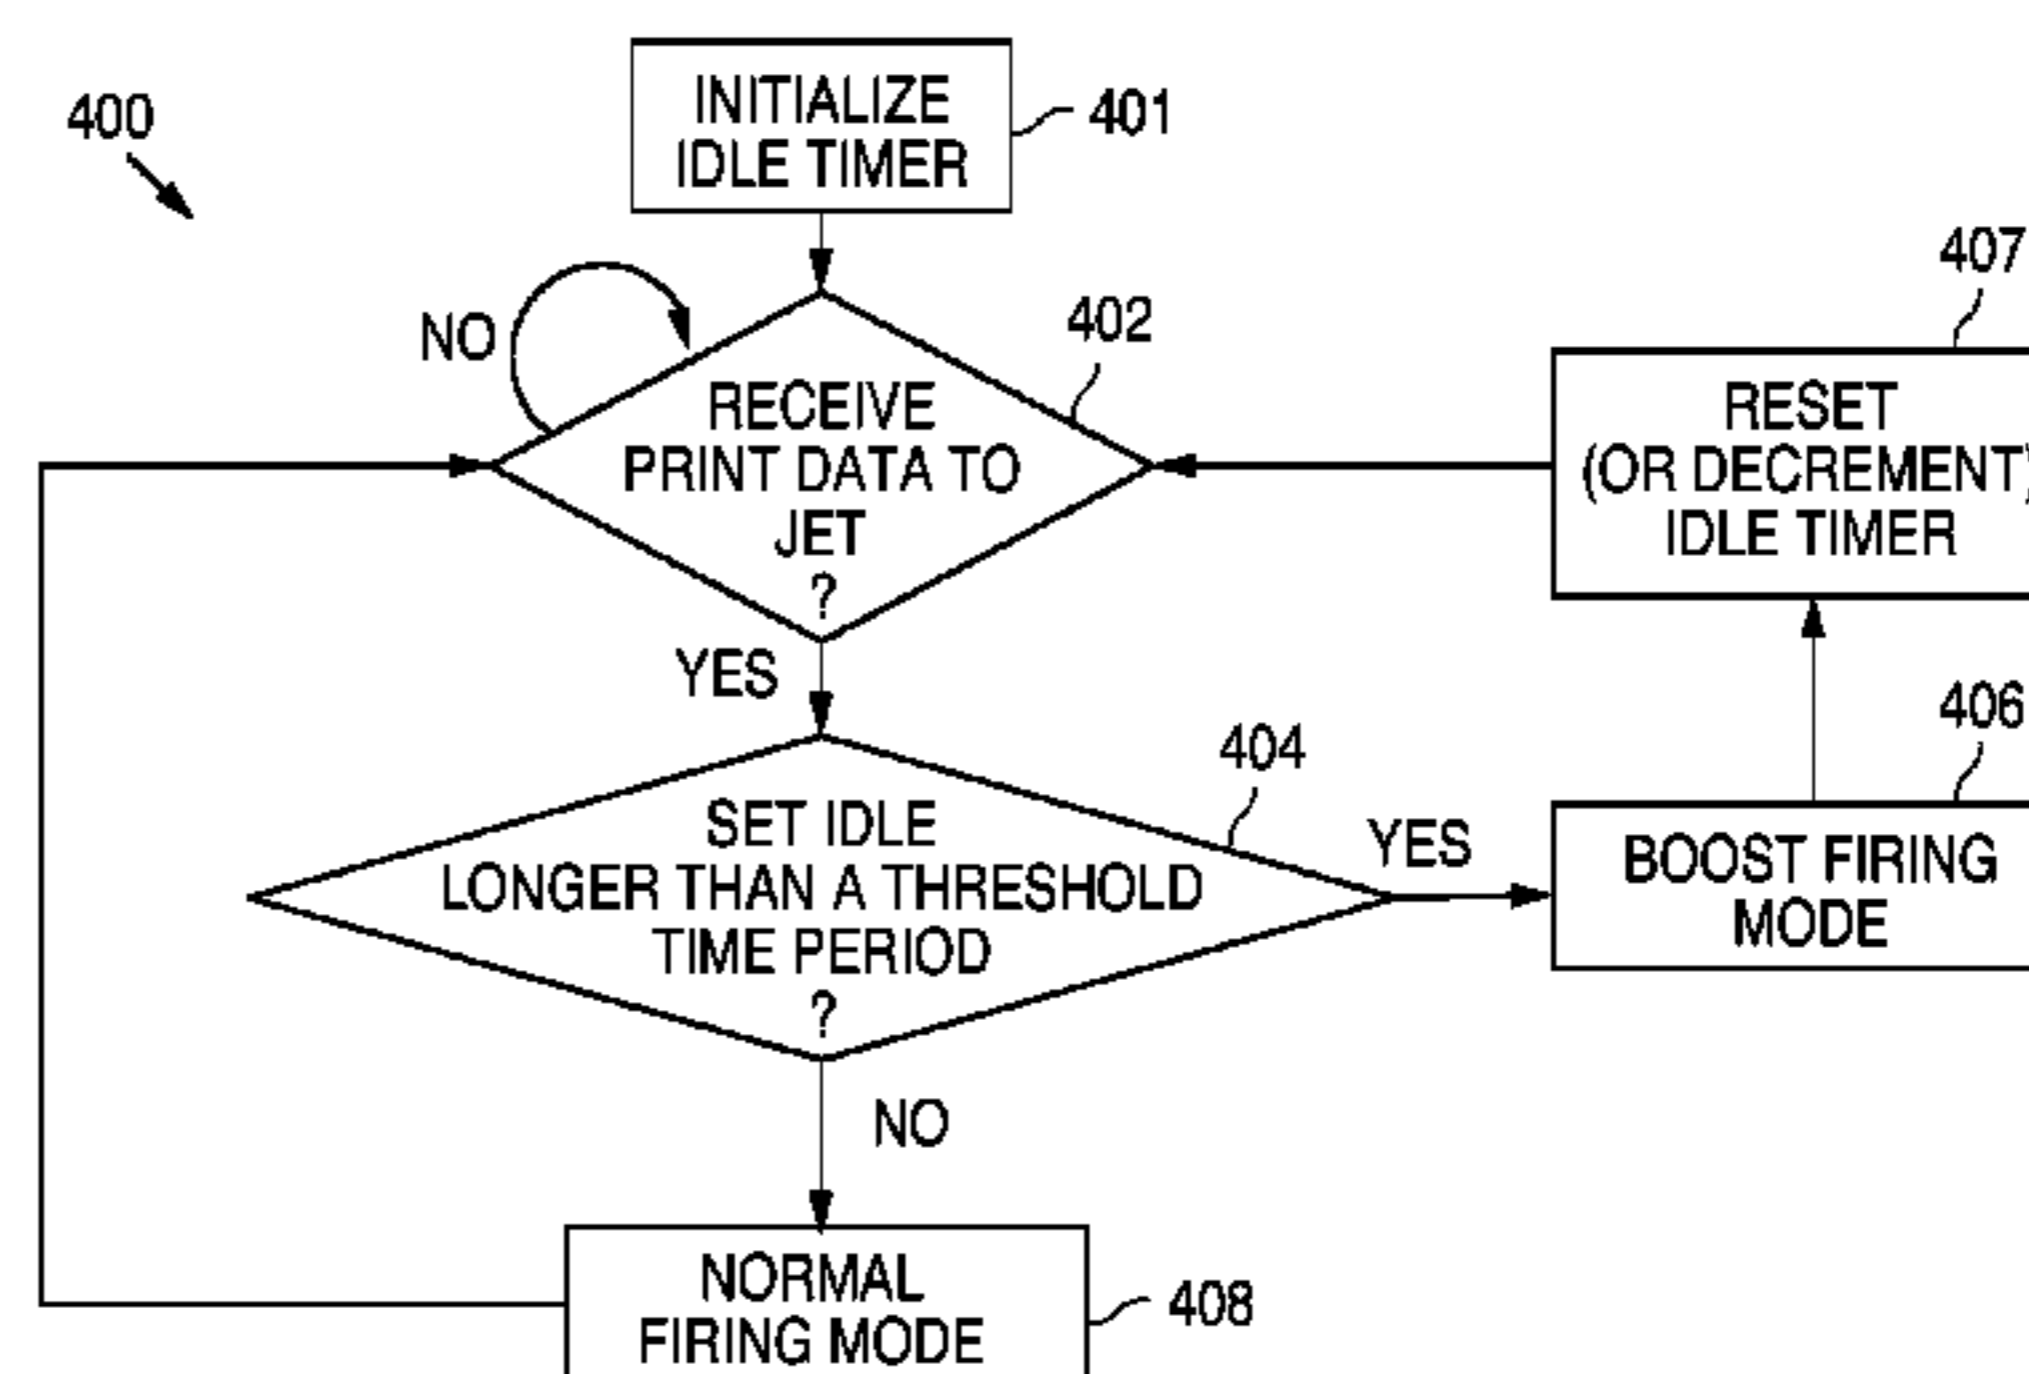 400
INITIALIZE
IDLE TIMER
401
NO
402
RECEIVE
PRINT DATA TO
JET
?
407
RESET
(OR DECREMENT)
IDLE TIMER
YES
404
SET IDLE
LONGER THAN A THRESHOLD
TIME PERIOD
?
YES
406
BOOST FIRING
MODE
NO
NORMAL
FIRING MODE
408